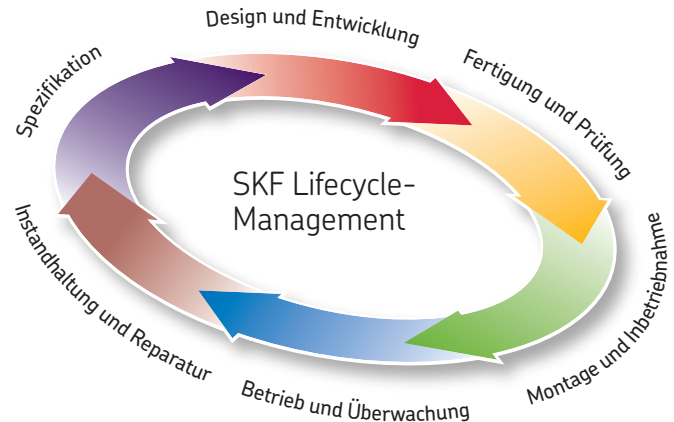 Design und Entwicklung
Spezifikation
Fertigung und Prüfung
SKF Lifecycle-
Management
Instandhaltung und Reparatur
Montage und Inbetriebnahme
Betrieb und Überwachung